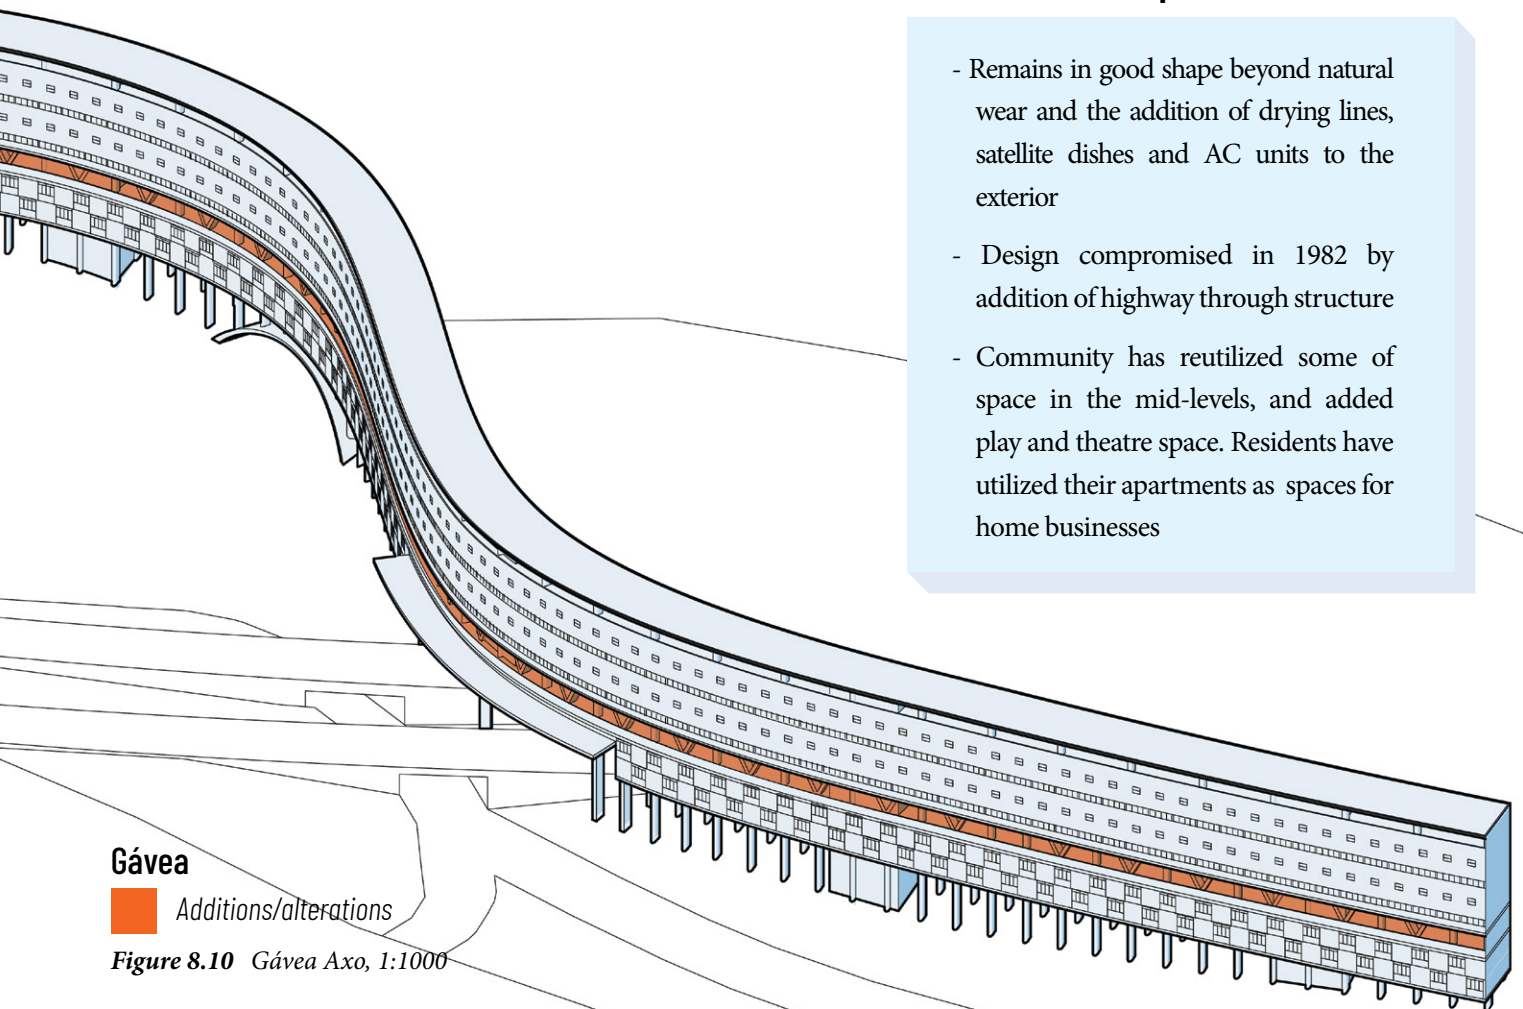 - Remains in good shape beyond natural
wear and the addition of drying lines,
satellite dishes and AC units to the
exterior
- Design compromised in 1982 by
addition of highway through structure
- Community has reutilized some of
space in the mid-levels, and added
play and theatre space. Residents have
utilized their apartments as spaces for
home businesses
Gávea
Additions/alterations
Figure 8.10 Gávea Axo, 1:1000